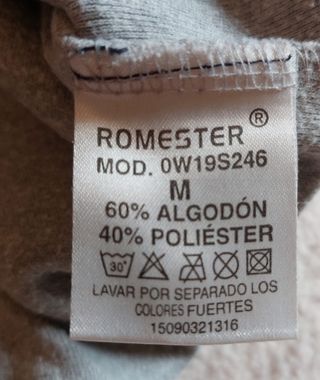 ROMESTER®
MOD. 0W19S246
M
60% ALGODÓN
40% POLIÉSTER
30°
LAVAR POR SEPARADO LOS
COLORES FUERTES
15090321316